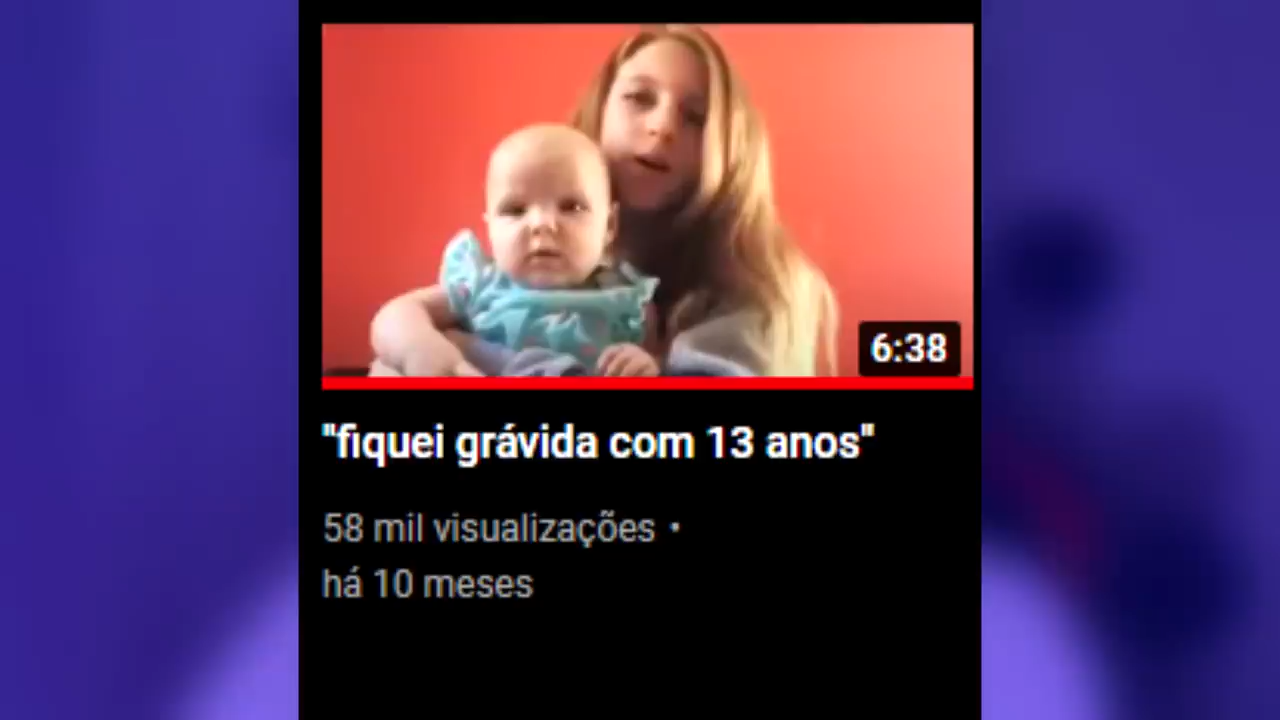 6:38
"fiquei grávida com 13 anos"
58 mil visualizações •
há 10 meses